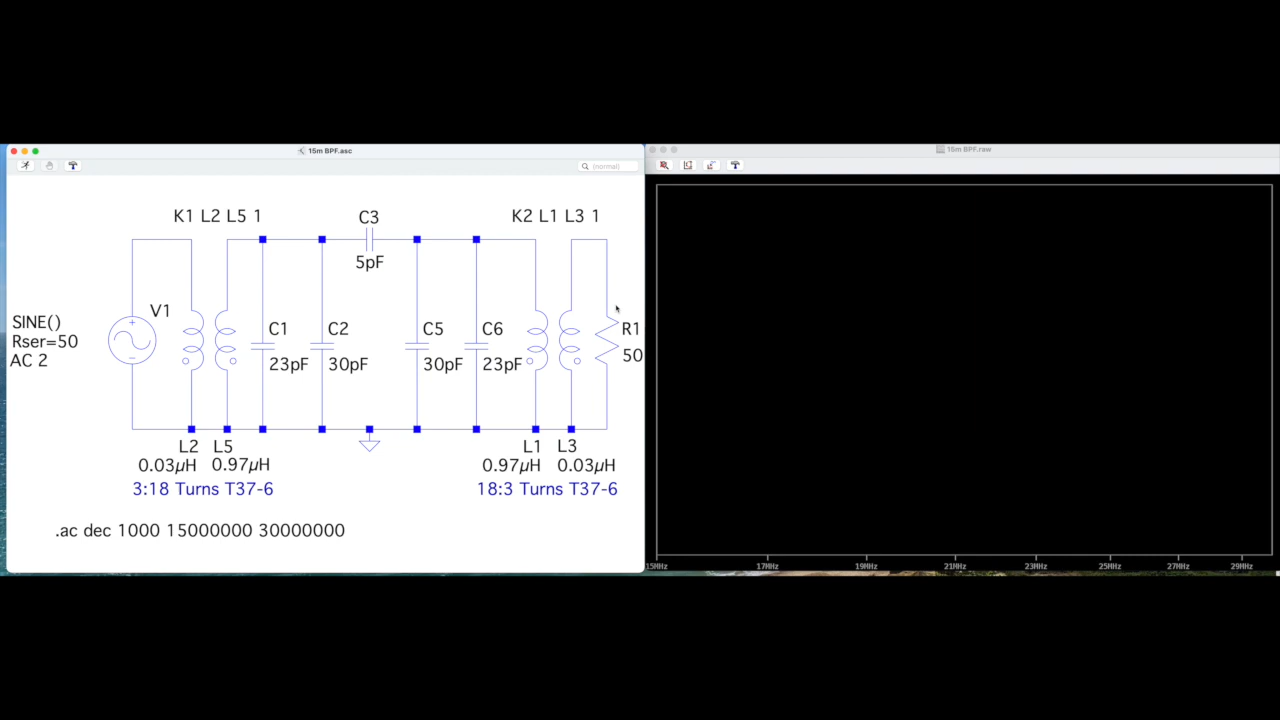 15m BPF.asc
(normal)
K1 L2 L5 1
C3
K2 L1 L3 1
5pF
V1
SINE()
Rser=50
AC 2
C1
23pF
C2
30pF
C5
30pF
C6
23pF
R1
50
L2
0.03µH
L5
0.97µH
3:18 Turns T37-6
L1
0.97µH
L3
0.03µH
18:3 Turns T37-6
.ac dec 1000 15000000 30000000
15m BPF.raw
15MHz 17MHz 19MHz 21MHz 23MHz 25MHz 27MHz 29MHz